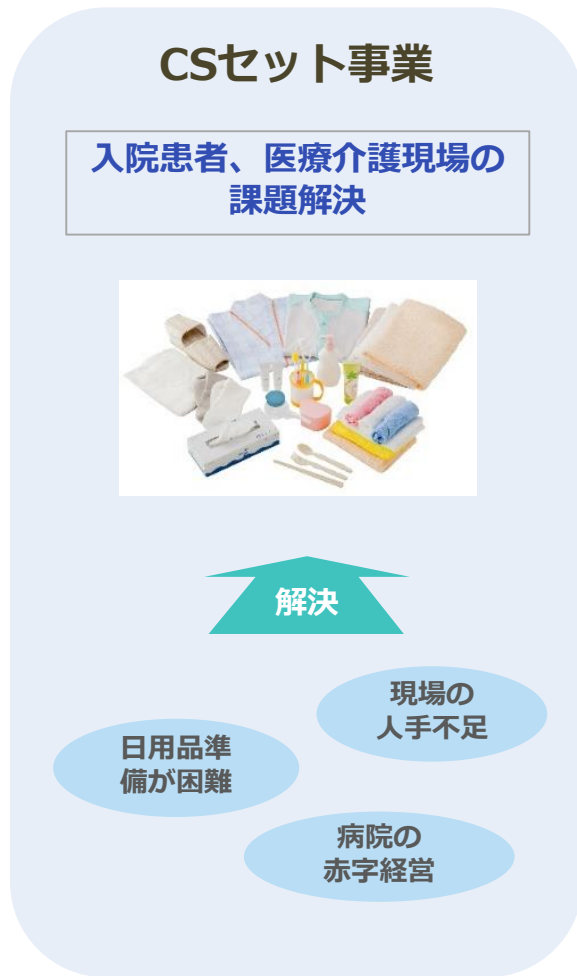 CSセット事業
入院患者、医療介護現場の
課題解決
解決
現場の
人手不足
日用品準
備が困難
病院の
赤字経営